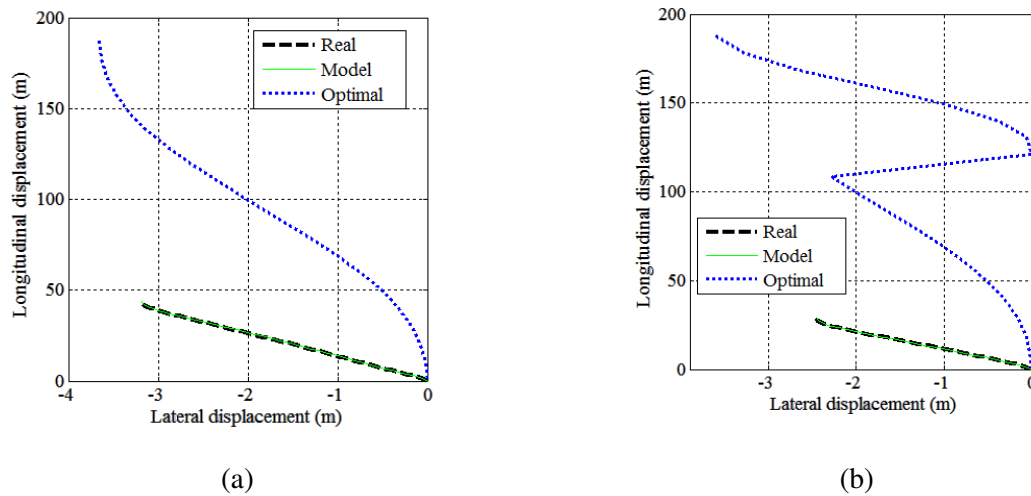 200
150
100
50
0
Longitudinal displacement (m)
Real
Model
Optimal
-4
-3
-2
-1
0
Lateral displacement (m)
(a)
200
150
100
50
0
Longitudinal displacement (m)
Real
Model
Optimal
-3
-2
-1
0
Lateral displacement (m)
(b)